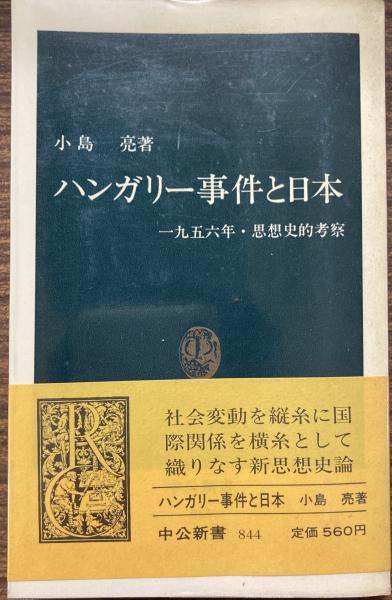 小島 亮著
ハンガリー事件と日本
一九五六年・思想史的考察
社会変動を縦糸に国
際関係を横糸として
織りなす新思想史論
ハンガリー事件と日本 小島 亮著
中公新書 844 定価 560円
R
C